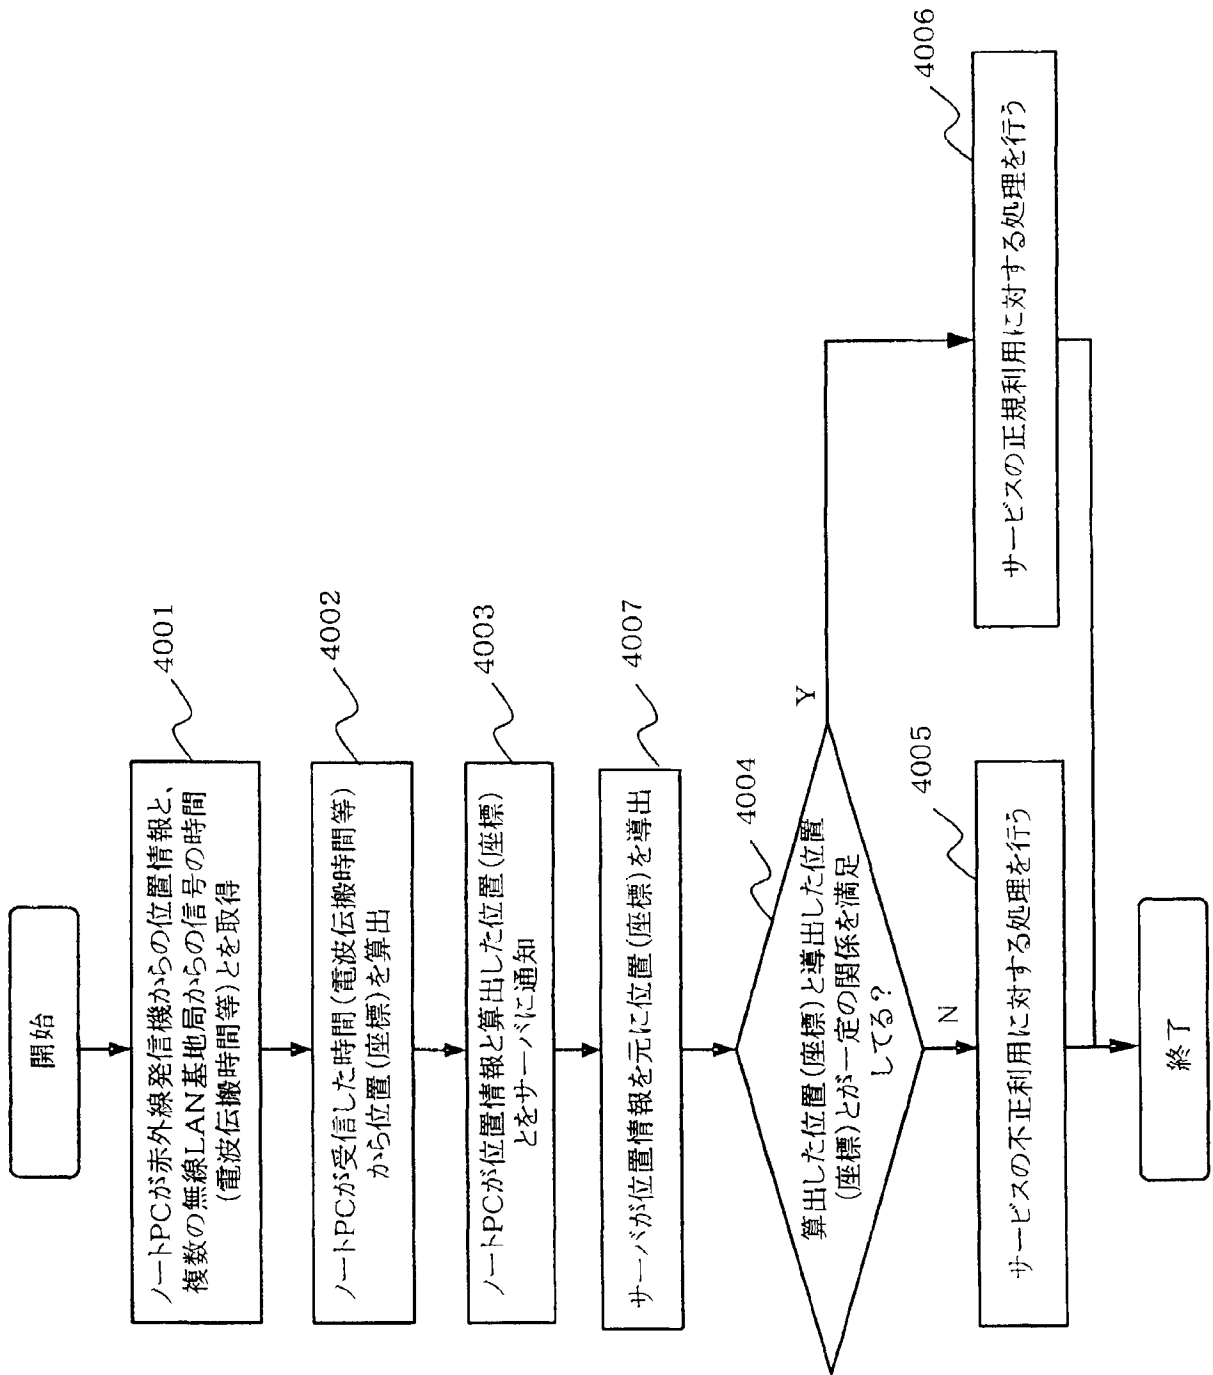 開始
ノートPCが赤外線発信機からの位置情報と、
複数の無線LAN基地局からの信号の時間
(電波伝搬時間等)とを取得
4001
ノートPCが受信した時間(電波伝搬時間等)
から位置(座標)を算出
4002
ノートPCが位置情報と算出した位置(座標)
とをサーバに通知
4003
サーバが位置情報を元に位置(座標)を導出
4007
算出した位置(座標)と導出した位置
(座標)とが一定の関係を満足
してる?
4004
Y
N
サービスの不正利用に対する処理を行う
4005
サービスの正規利用に対する処理を行う
4006
終了